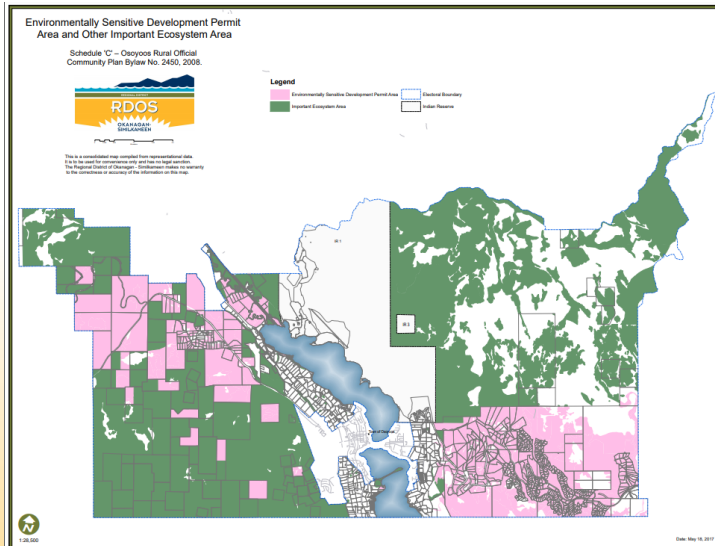 Environmentally Sensitive Development Permit
Area and Other Important Ecosystem Area
Schedule 'C' – Osoyoos Rural Official
Community Plan Bylaw No. 2450, 2008.
RDOS
OKANAGAN-
SIMILKAMEEN
This is a consolidated map compiled from representational data.
It is to be used for convenience only and has no legal sanction.
The Regional District of Okanagan - Similkameen makes no warranty
to the correctness or accuracy of the information on this map.
Legend
Environmentally Sensitive Development Permit Area
Electoral Boundary
Important Ecosystem Area
Indian Reserve
IR 1
IR 3
Town of Osoyoos
N
1:28,500
Date: May 18, 2017